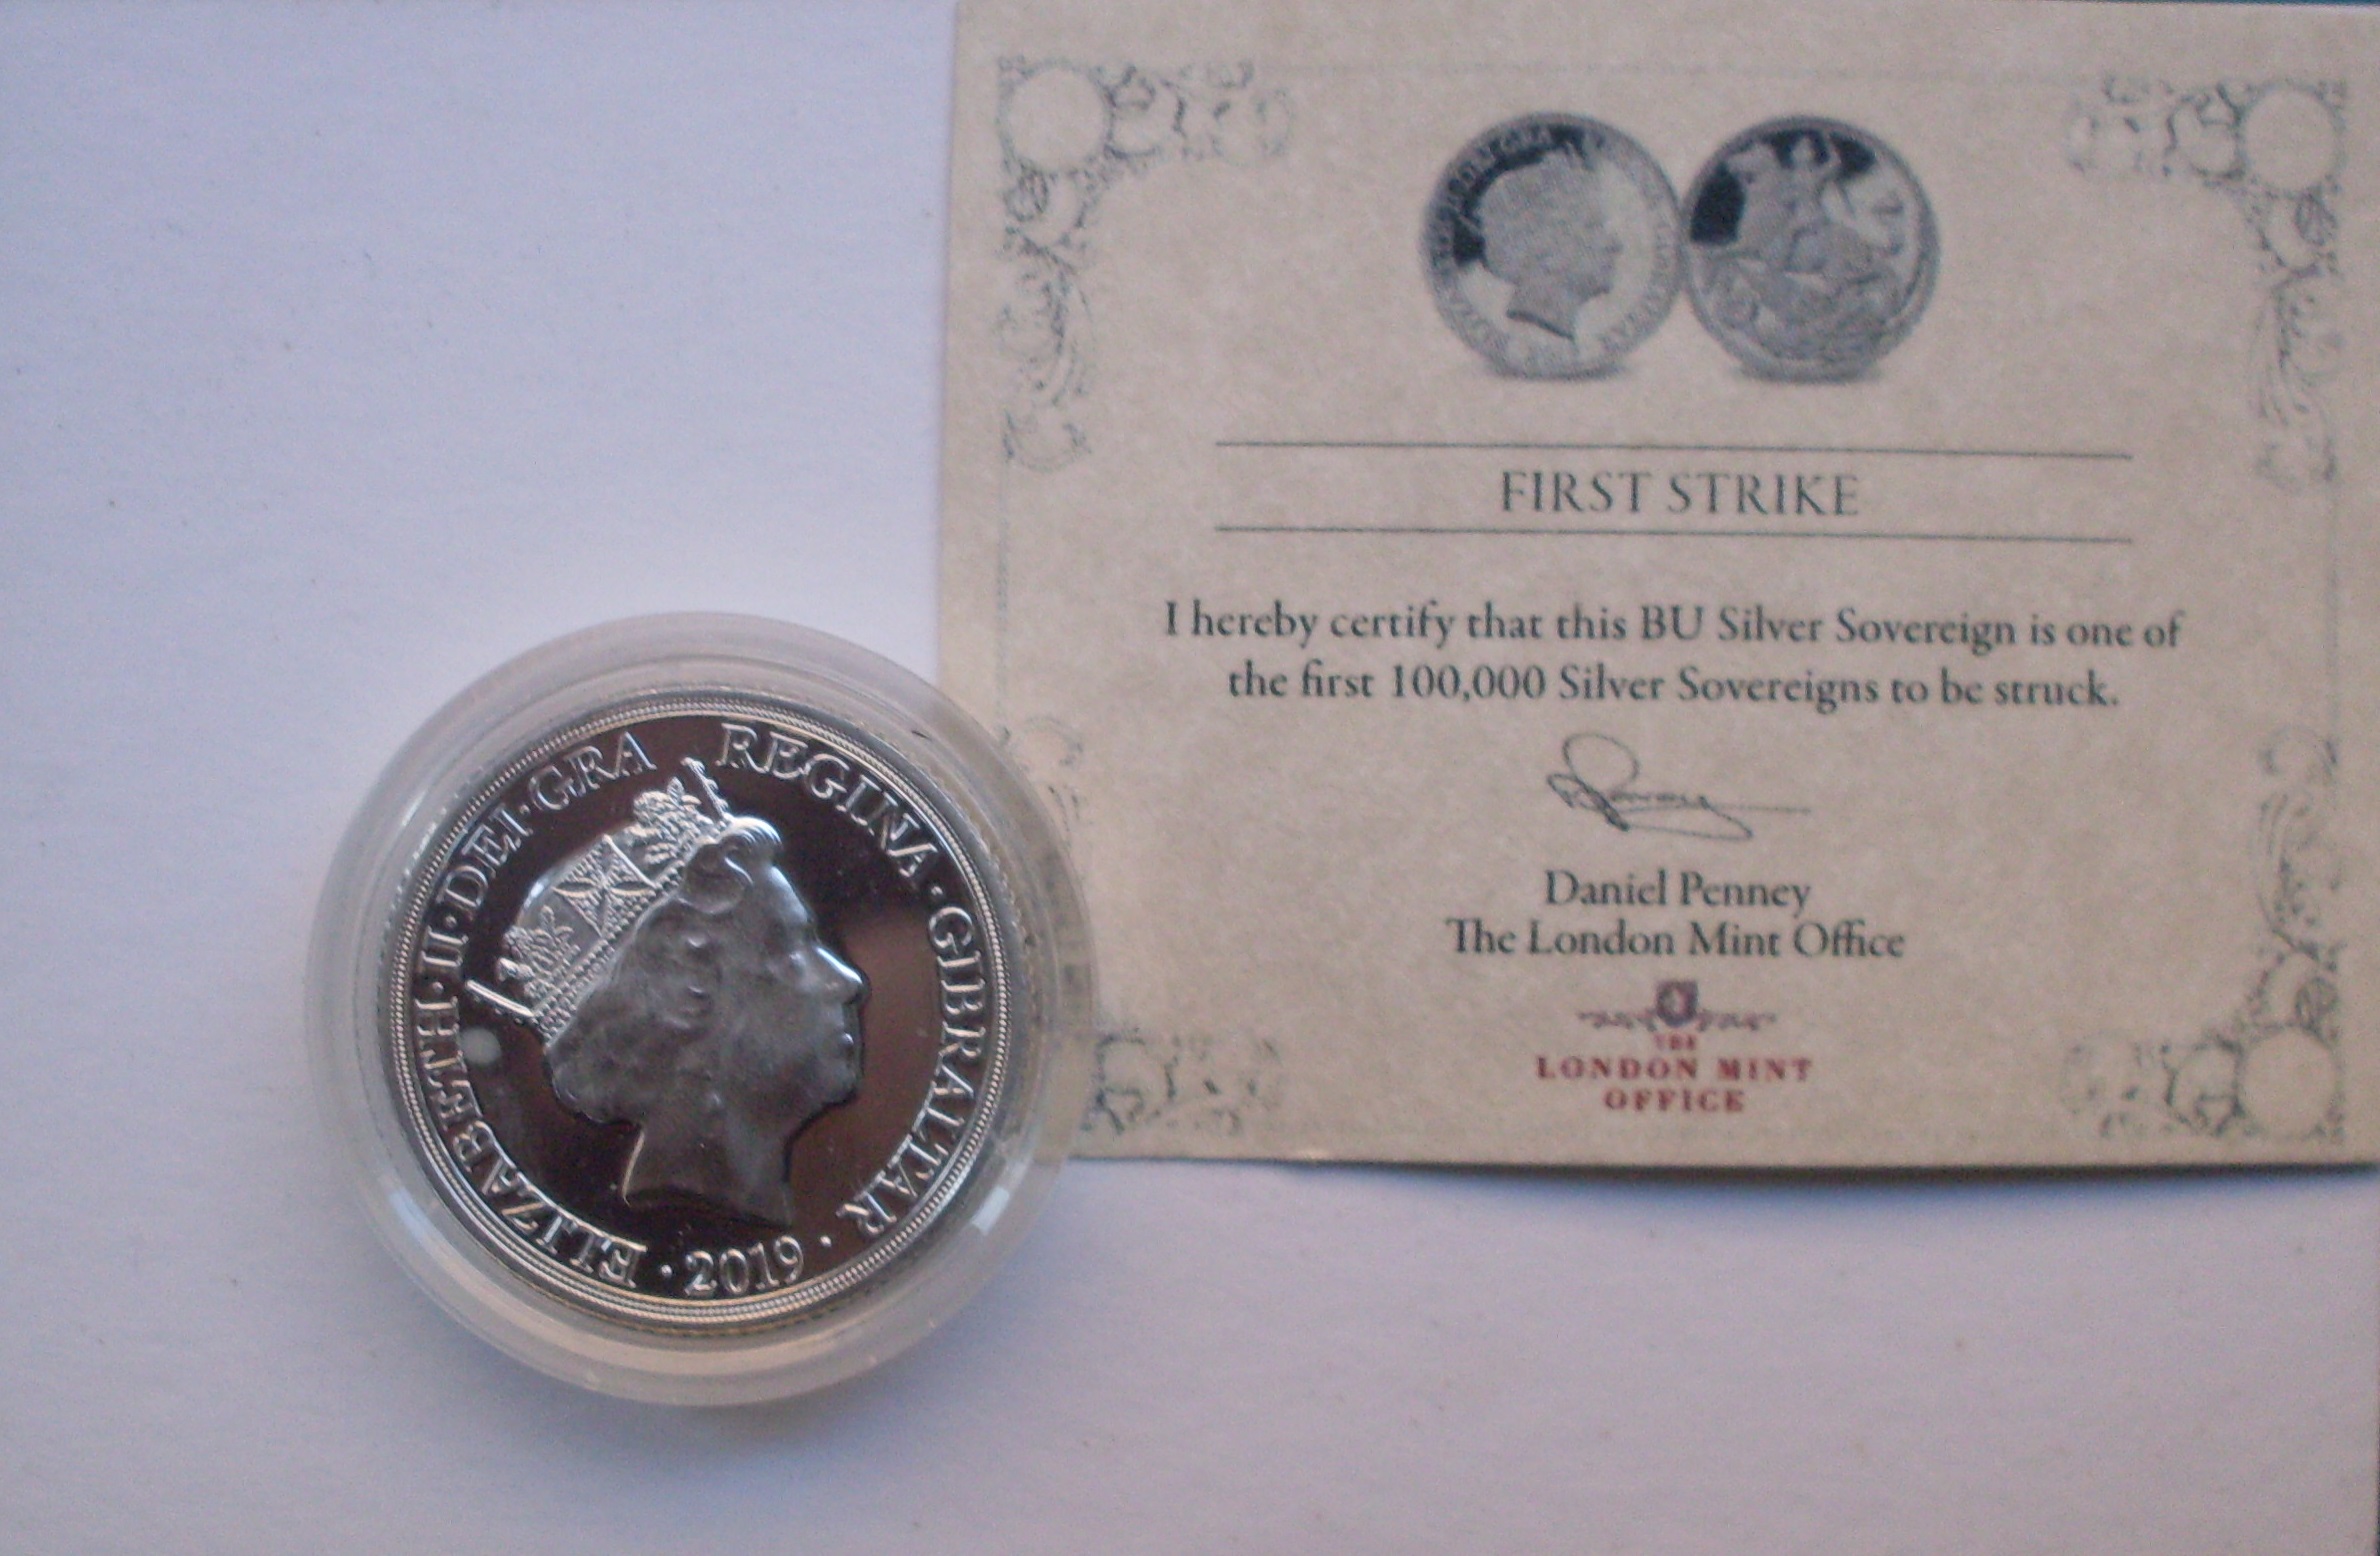 ELIZABETH · II · DEI · GRA REGINA · GIBRALTAR ·
· 2019 ·
FIRST STRIKE
I hereby certify that this BU Silver Sovereign is one of
the first 100,000 Silver Sovereigns to be struck.
Daniel Penney
The London Mint Office
THE
LONDON MINT
OFFICE